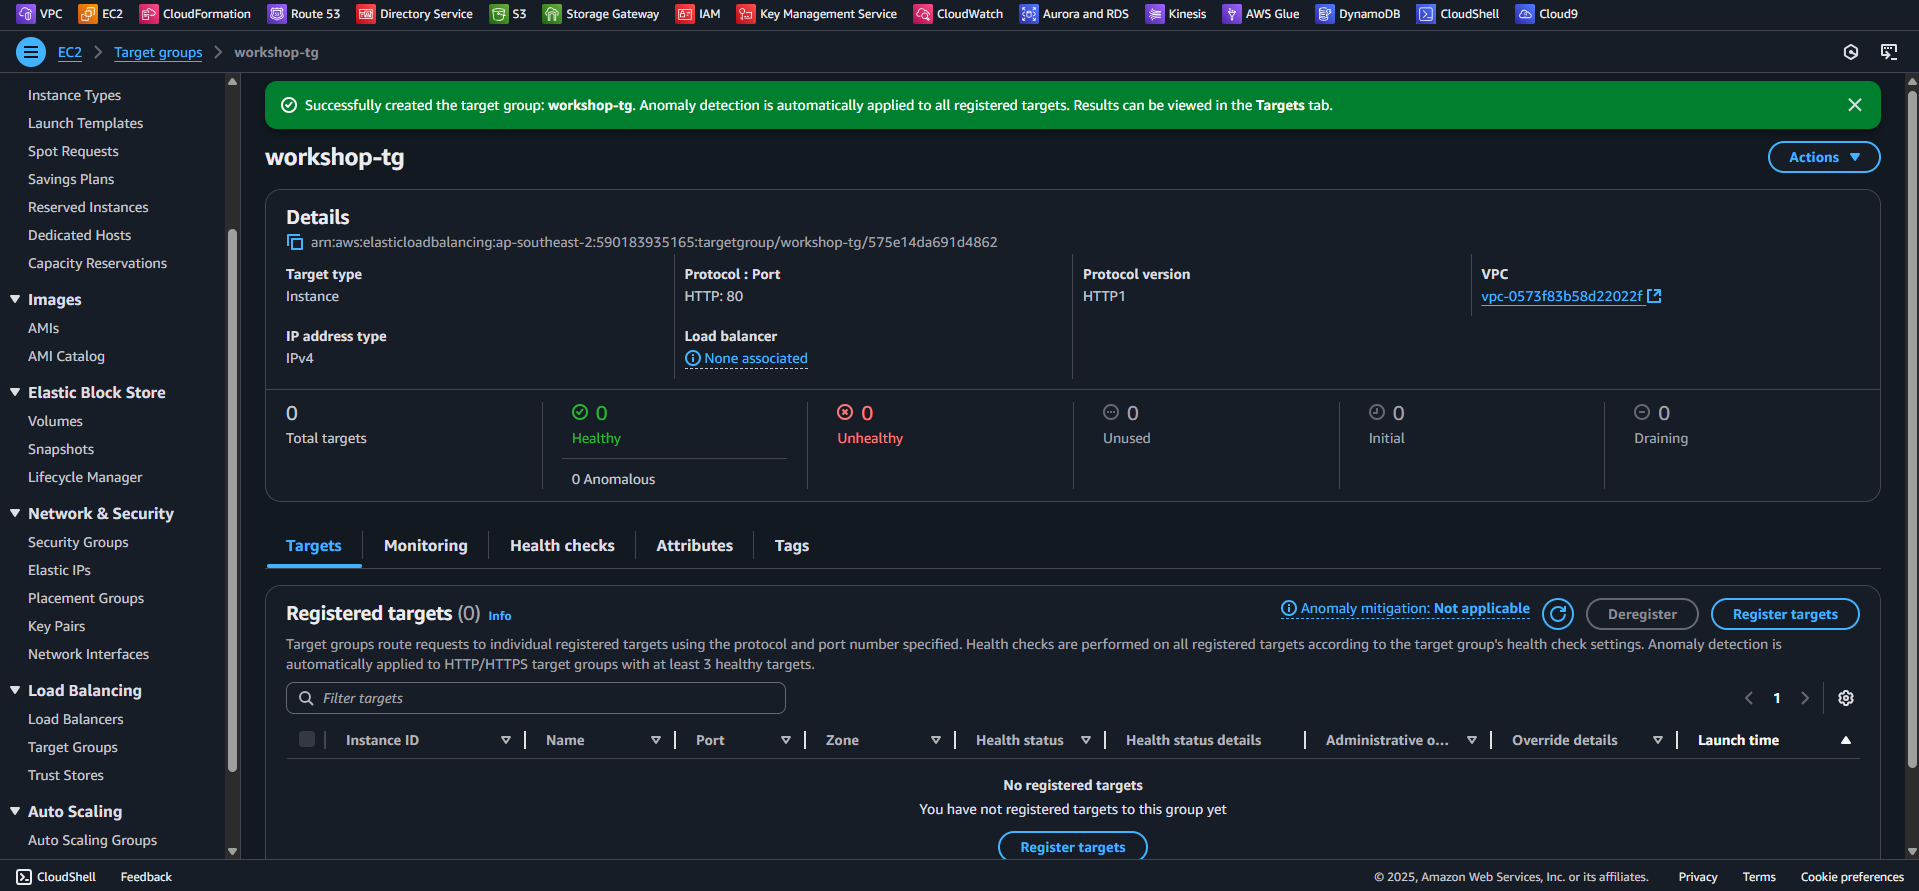 VPC EC2 CloudFormation Route 53 Directory Service S3 Storage Gateway IAM Key Management Service CloudWatch Aurora and RDS Kinesis AWS Glue DynamoDB CloudShell Cloud9
EC2 Target groups workshop-tg
Instance Types
Launch Templates
Spot Requests
Savings Plans
Reserved Instances
Dedicated Hosts
Capacity Reservations
Images
AMIs
AMI Catalog
Elastic Block Store
Volumes
Snapshots
Lifecycle Manager
Network & Security
Security Groups
Elastic IPs
Placement Groups
Key Pairs
Network Interfaces
Load Balancing
Load Balancers
Target Groups
Trust Stores
Auto Scaling
Auto Scaling Groups
Successfully created the target group: workshop-tg. Anomaly detection is automatically applied to all registered targets. Results can be viewed in the Targets tab.
workshop-tg
Actions
Details
arn:aws:elasticloadbalancing:ap-southeast-2:590183935165:targetgroup/workshop-tg/575e14da691d4862
Target type
Instance
Protocol : Port
HTTP: 80
Protocol version
HTTP1
VPC
vpc-0573f83b58d22022f
IP address type
IPv4
Load balancer
None associated
0
Total targets
0
Healthy
0 Anomalous
0
Unhealthy
0
Unused
0
Initial
0
Draining
Targets Monitoring Health checks Attributes Tags
Registered targets (0) Info
Anomaly mitigation: Not applicable
Deregister
Register targets
Target groups route requests to individual registered targets using the protocol and port number specified. Health checks are performed on all registered targets according to the target group's health check settings. Anomaly detection is
automatically applied to HTTP/HTTPS target groups with at least 3 healthy targets.
Filter targets
1
Instance ID Name Port Zone Health status Health status details Administrative o... Override details Launch time
No registered targets
You have not registered targets to this group yet
Register targets
CloudShell Feedback
© 2025, Amazon Web Services, Inc. or its affiliates. Privacy Terms Cookie preferences